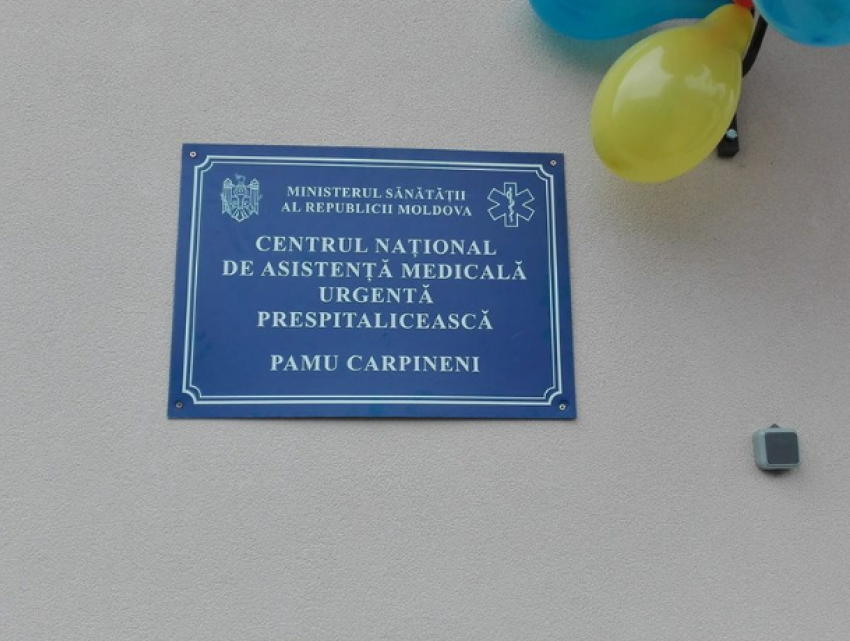 MINISTERUL SĂNĂTĂȚII
AL REPUBLICII MOLDOVA
CENTRUL NAȚIONAL
DE ASISTENȚĂ MEDICALĂ
URGENTĂ
PRESPITALICEASCĂ
PAMU CARPINENI